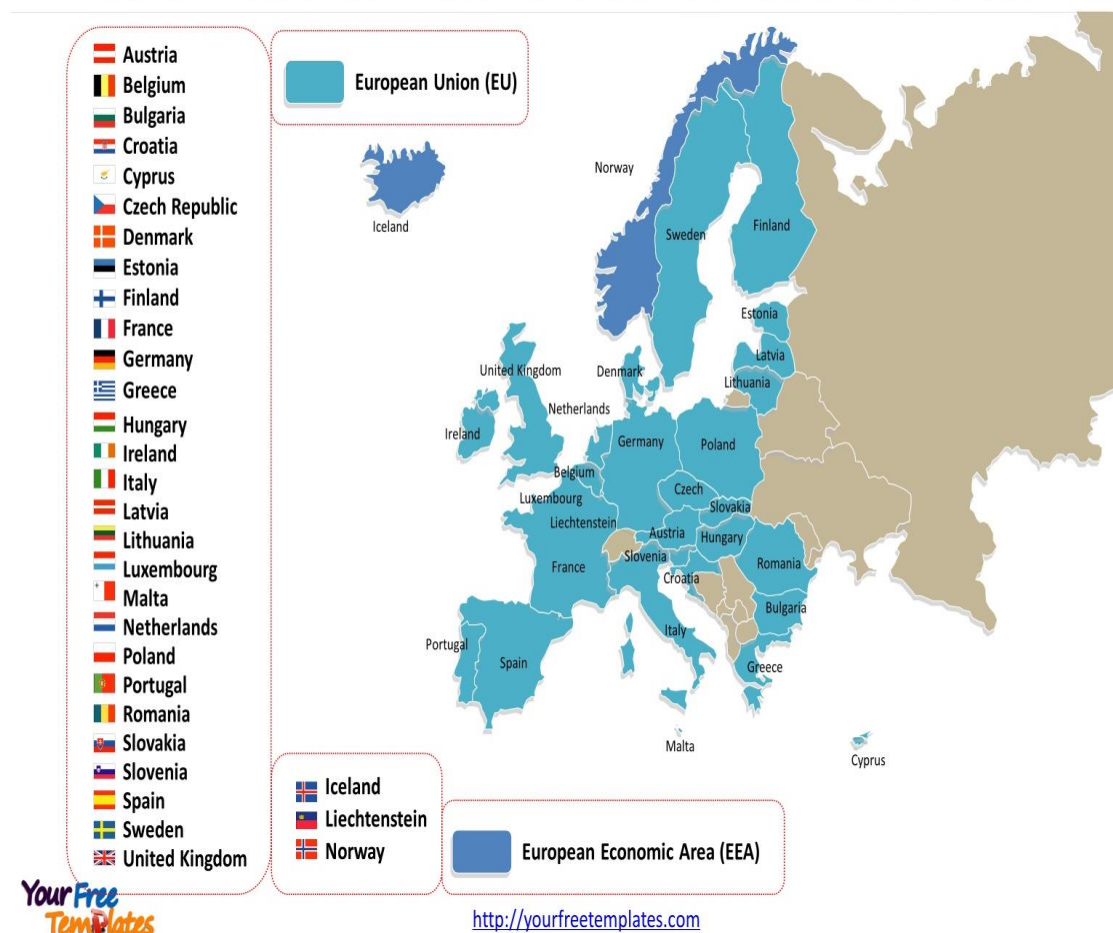 Austria
Belgium
Bulgaria
Croatia
Cyprus
Czech Republic
Denmark
Estonia
Finland
France
Germany
Greece
Hungary
Ireland
Italy
Latvia
Lithuania
Luxembourg
Malta
Netherlands
Poland
Portugal
Romania
Slovakia
Slovenia
Spain
Sweden
United Kingdom
European Union (EU)
Iceland
Norway
Sweden
Finland
Estonia
Latvia
Lithuania
United Kingdom
Denmark
Netherlands
Ireland
Germany
Poland
Belgium
Czech
Luxembourg
Slovakia
Liechtenstein
Austria
Hungary
Slovenia
France
Romania
Croatia
Bulgaria
Italy
Portugal
Spain
Greece
Malta
Cyprus
Iceland
Liechtenstein
Norway
European Economic Area (EEA)
Your Free
Templates
http://yourfreetemplates.com